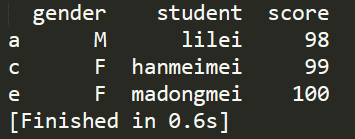 gender student score
a M lilei 98
c F hanmeimei 99
e F madongmei 100
[Finished in 0.6s]